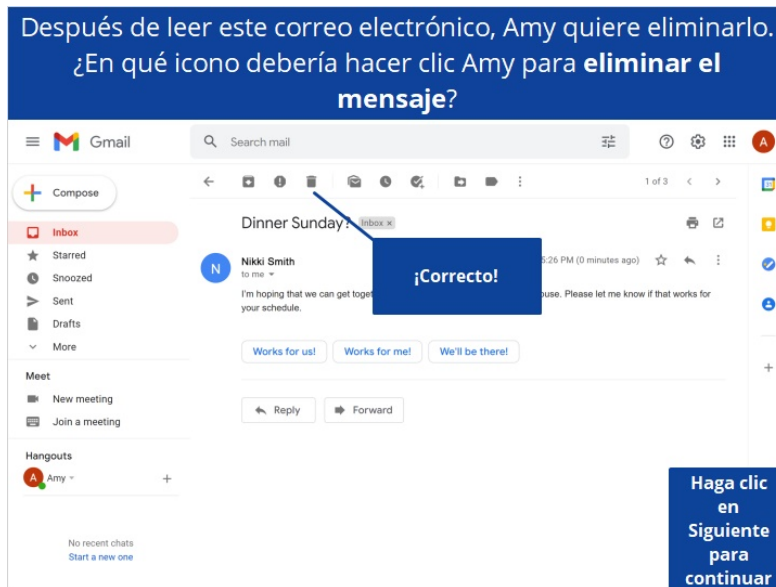 Después de leer este correo electrónico, Amy quiere eliminarlo.
¿En qué icono debería hacer clic Amy para eliminar el
mensaje?
Gmail
Search mail
A
Compose
1 of 3
Inbox
Starred
Snoozed
Sent
Drafts
More
Meet
New meeting
Join a meeting
Hangouts
A Amy
No recent chats
Start a new one
Dinner Sunday? Inbox x
N
Nikki Smith
5:26 PM (0 minutes ago)
to me
¡Correcto!
I'm hoping that we can get
. Please let me know if that works for
your schedule.
Works for us!
Works for me!
We'll be there!
Reply
Forward
Haga clic
en
Siguiente
para
continuar